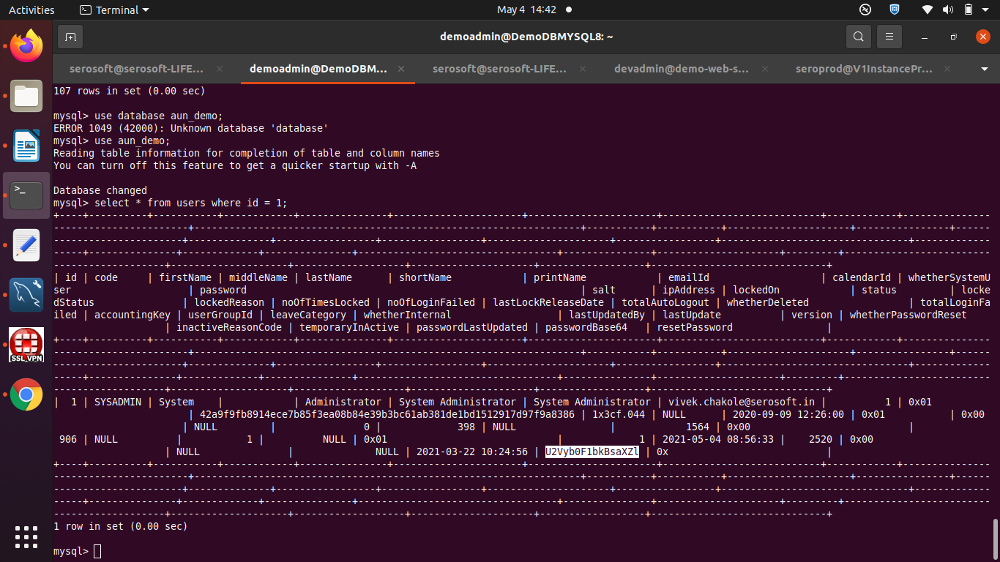 Activities Terminal May 4 14:42
demoadmin@DemoDBMYSQL8: ~
serosoft@serosoft-LIFE... demoadmin@DemoDBM... serosoft@serosoft-LIFE... devadmin@demo-web-s... seroprod@V1InstancePr...
107 rows in set (0.00 sec)
mysql> use database aun_demo;
ERROR 1049 (42000): Unknown database 'database'
mysql> use aun_demo;
Reading table information for completion of table and column names
You can turn off this feature to get a quicker startup with -A
Database changed
mysql> select * from users where id = 1;
| id | code | firstName | middleName | lastName | shortName | printName | emailId | calendarId | whetherSystemU
ser | password | salt | ipAddress | lockedOn | status | locke
dStatus | lockedReason | noOfTimesLocked | noOfLoginFailed | lastLockReleaseDate | totalAutoLogout | whetherDeleted | totalLoginFa
iled | accountingKey | userGroupId | leaveCategory | whetherInternal | lastUpdatedBy | lastUpdate | version | whetherPasswordReset
| inactiveReasonCode | temporaryInActive | passwordLastUpdated | passwordBase64 | resetPassword |
| 1 | SYSADMIN | System | | Administrator | System Administrator | System Administrator | vivek.chakole@serosoft.in | 1 | 0x01
| 42a9f9fb8914ece7b85f3ea08b84e39b3bc61ab381de1bd1512917d97f9a8386 | 1x3cf.044 | NULL | 2020-09-09 12:26:00 | 0x01 | 0x00
| NULL | 0 | 398 | NULL | 1564 | 0x00 |
906 | NULL | 1 | NULL | 0x01 | 1 | 2021-05-04 08:56:33 | 2520 | 0x00
| NULL | NULL | 2021-03-22 10:24:56 | U2Vyb0F1bkBsaXZl | 0x |
1 row in set (0.00 sec)
mysql>
SSL VPN